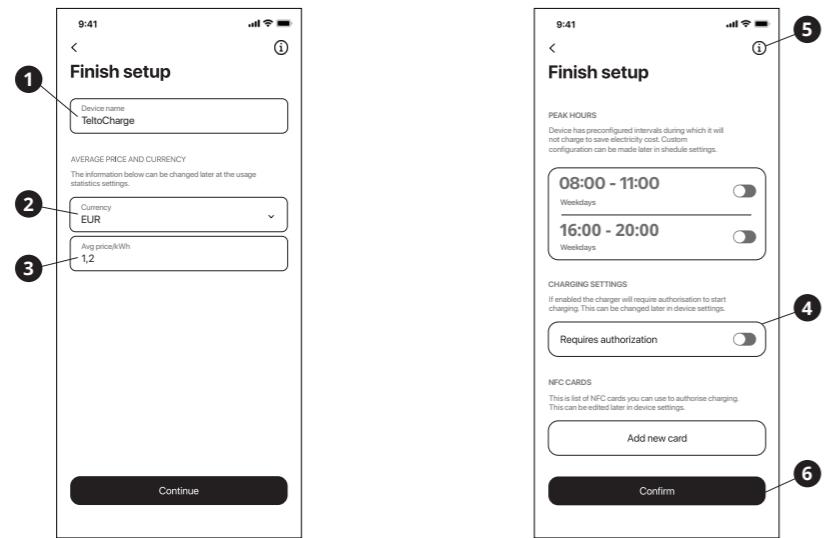 9:41
Finish setup
1
Device name
TeltoCharge
AVERAGE PRICE AND CURRENCY
The information below can be changed later at the usage
statistics settings.
2
Currency
EUR
3
Avg price/kWh
1,2
Continue
9:41
5
Finish setup
PEAK HOURS
Device has preconfigured intervals during which it will
not charge to save electricity cost. Custom
configuration can be made later in shedule settings.
08:00 - 11:00
Weekdays
16:00 - 20:00
Weekdays
CHARGING SETTINGS
If enabled the charger will require authorisation to start
charging. This can be changed later in device settings.
4
Requires authorization
NFC CARDS
This is list of NFC cards you can use to authorise charging.
This can be edited later in device settings.
Add new card
6
Confirm